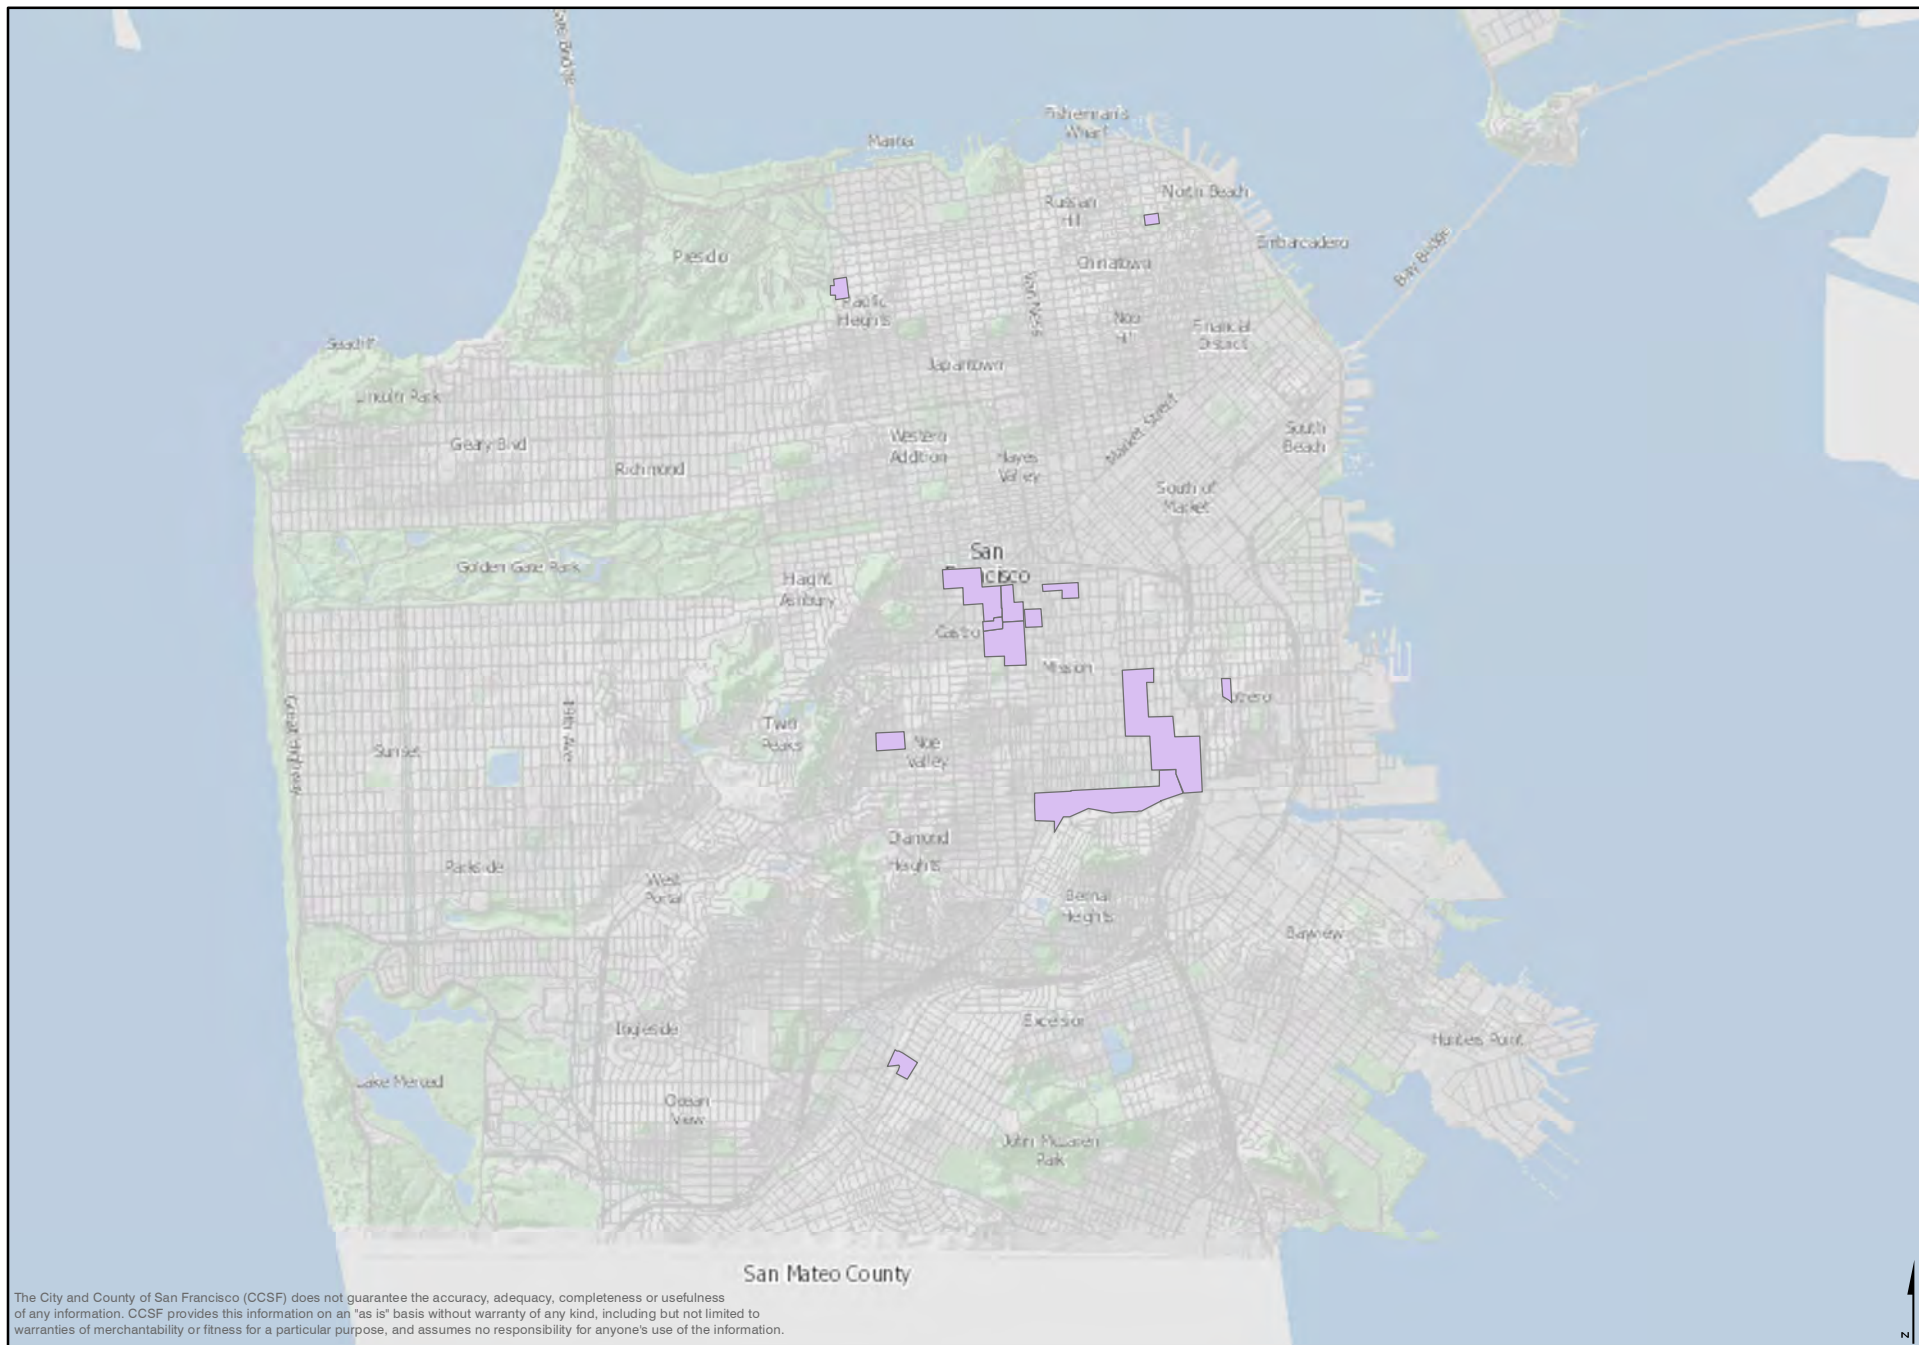 Fisherman's
Wharf
Marina
North Beach
Russian
Hill
Embarcadero
Bay Bridge
Presidio
Chinatown
Van Ness
Pacific
Heights
Nob
Hill
Financial
District
Seacliff
Japantown
Lincoln Park
Market Street
Geary Blvd
Western
Addition
South
Beach
Richmond
Hayes
Valley
South of
Market
San
Golden Gate Park
Haight
Ashbury
Castro
Mission
Great Highway
19th Ave
Two
Peaks
Sunset
Noe
Valley
Diamond
Heights
Parkside
West
Portal
Bernal
Heights
Bayview
Ingleside
Excelsior
Hunters Point
Lake Merced
Ocean
View
John McLaren
Park
San Mateo County
The City and County of San Francisco (CCSF) does not guarantee the accuracy, adequacy, completeness or usefulness
of any information. CCSF provides this information on an "as is" basis without warranty of any kind, including but not limited to
warranties of merchantability or fitness for a particular purpose, and assumes no responsibility for anyone's use of the information.
N